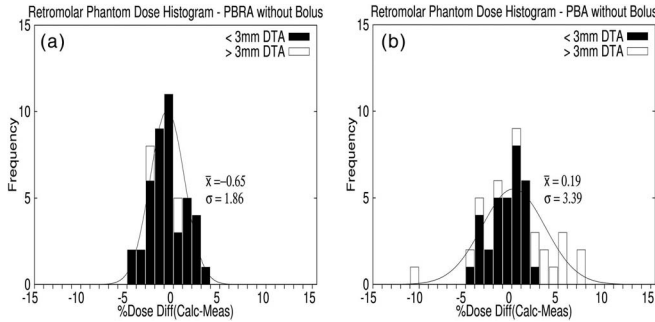 Retromolar Phantom Dose Histogram - PBRA without Bolus
(a)
< 3mm DTA
> 3mm DTA
15
10
5
0
Frequency
x̄ = -0.65
σ = 1.86
-15 -10 -5 0 5 10 15
%Dose Diff(Calc-Meas)
Retromolar Phantom Dose Histogram - PBA without Bolus
(b)
< 3mm DTA
> 3mm DTA
15
10
5
0
Frequency
x̄ = 0.19
σ = 3.39
-15 -10 -5 0 5 10 15
%Dose Diff(Calc-Meas)